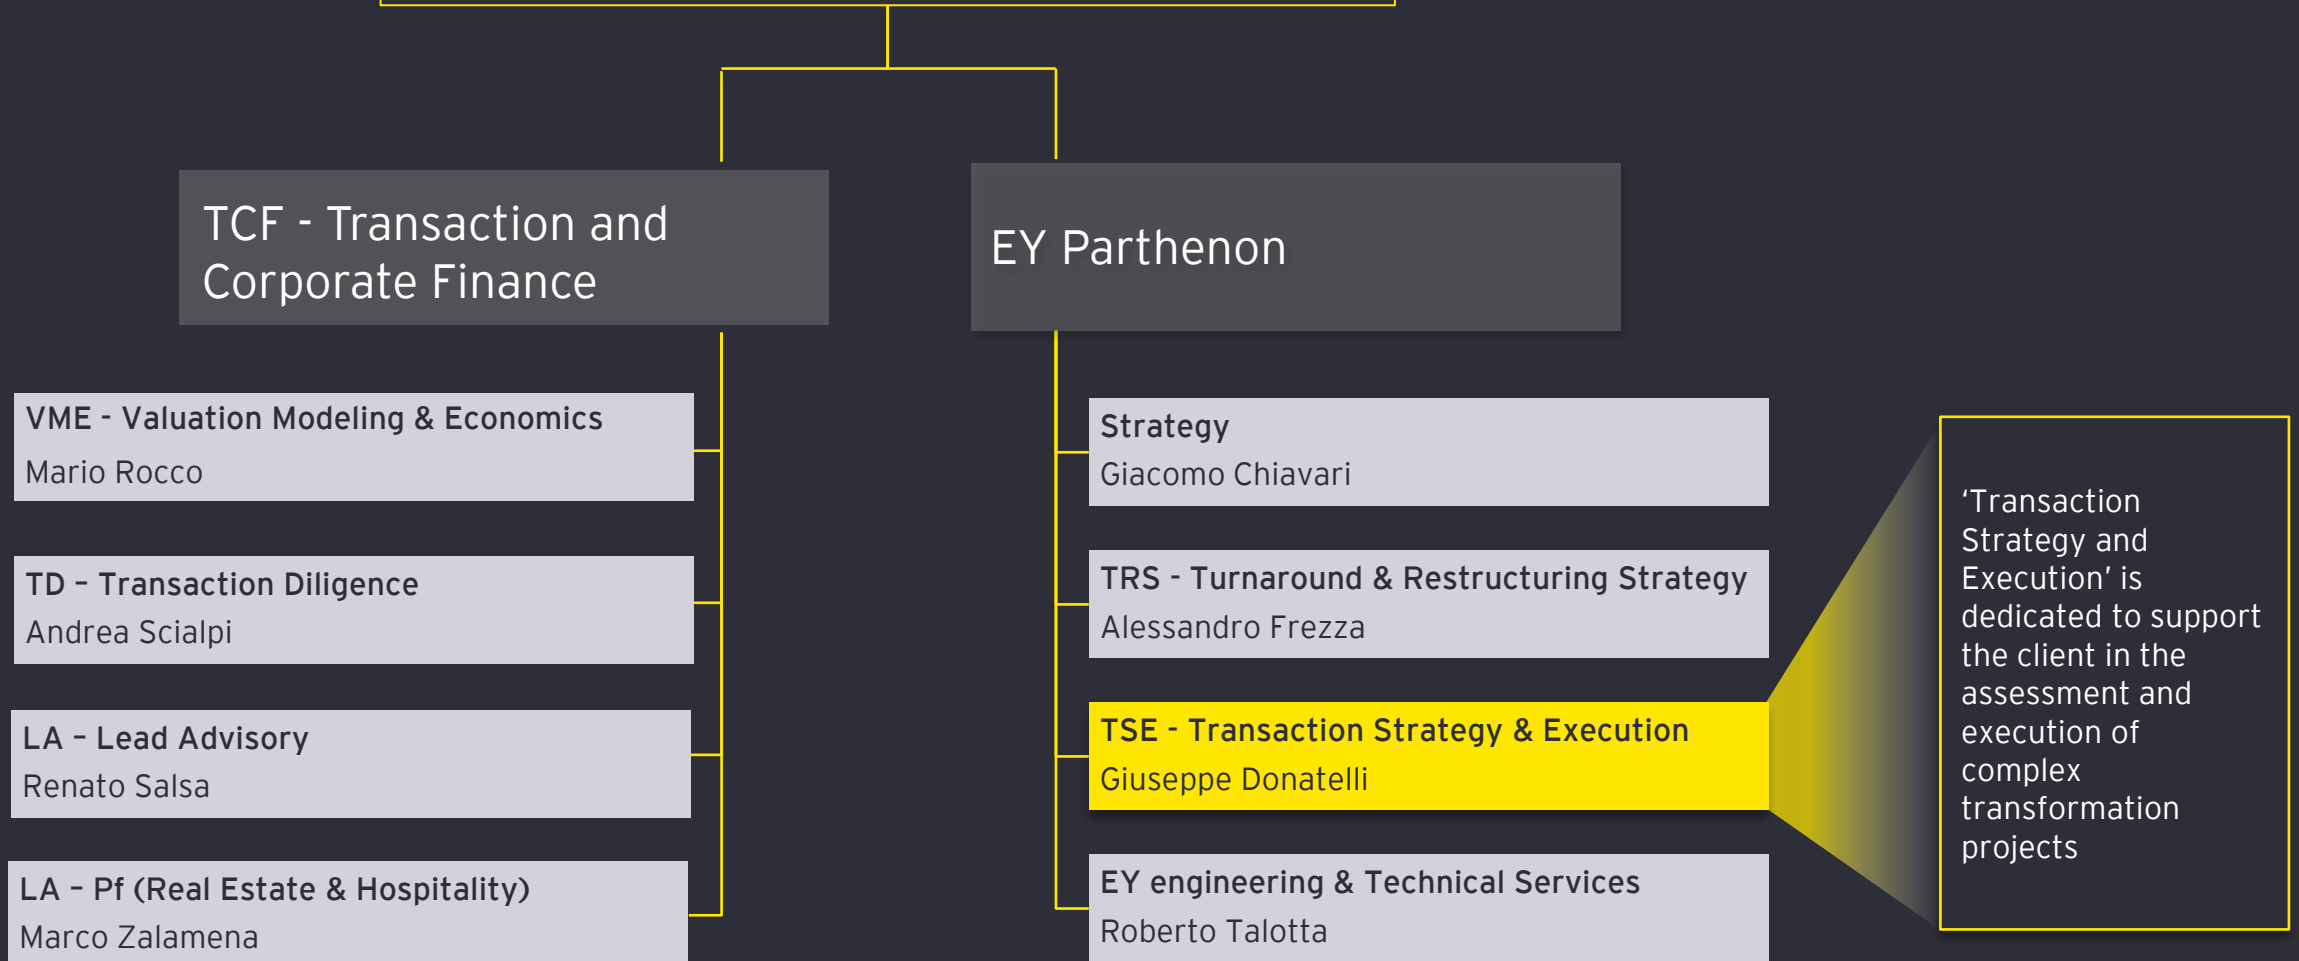 TCF - Transaction and
Corporate Finance
EY Parthenon
VME - Valuation Modeling & Economics
Mario Rocco
TD – Transaction Diligence
Andrea Scialpi
LA – Lead Advisory
Renato Salsa
LA – Pf (Real Estate & Hospitality)
Marco Zalamena
Strategy
Giacomo Chiavari
TRS - Turnaround & Restructuring Strategy
Alessandro Frezza
TSE - Transaction Strategy & Execution
Giuseppe Donatelli
EY engineering & Technical Services
Roberto Talotta
‘Transaction
Strategy and
Execution’ is
dedicated to support
the client in the
assessment and
execution of
complex
transformation
projects